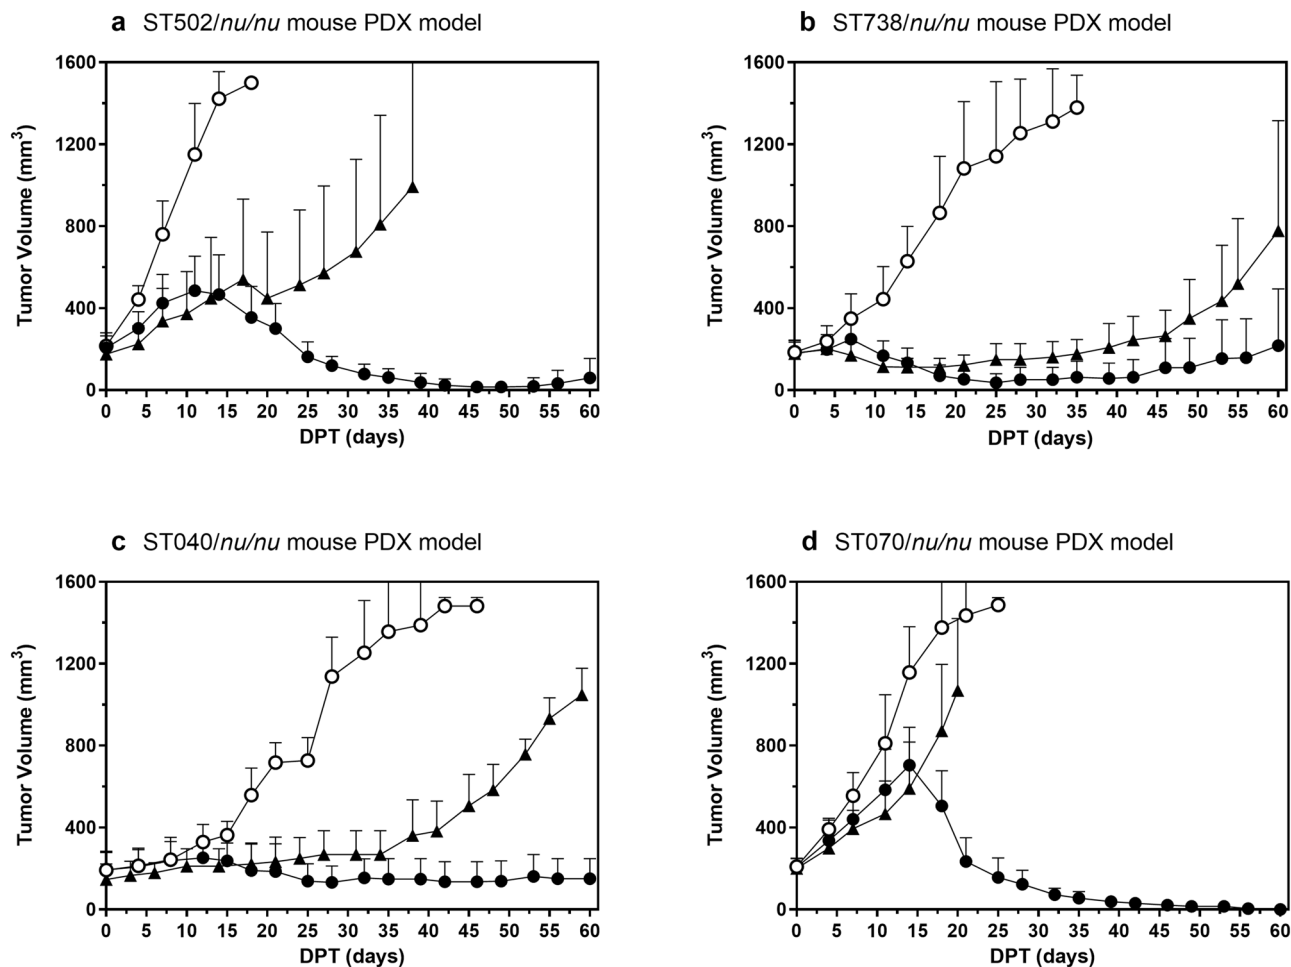 a ST502/nu/nu mouse PDX model
Tumor Volume (mm³)
1600
1200
800
400
0
0 5 10 15 20 25 30 35 40 45 50 55 60
DPT (days)
b ST738/nu/nu mouse PDX model
Tumor Volume (mm³)
1600
1200
800
400
0
0 5 10 15 20 25 30 35 40 45 50 55 60
DPT (days)
c ST040/nu/nu mouse PDX model
Tumor Volume (mm³)
1600
1200
800
400
0
0 5 10 15 20 25 30 35 40 45 50 55 60
DPT (days)
d ST070/nu/nu mouse PDX model
Tumor Volume (mm³)
1600
1200
800
400
0
0 5 10 15 20 25 30 35 40 45 50 55 60
DPT (days)